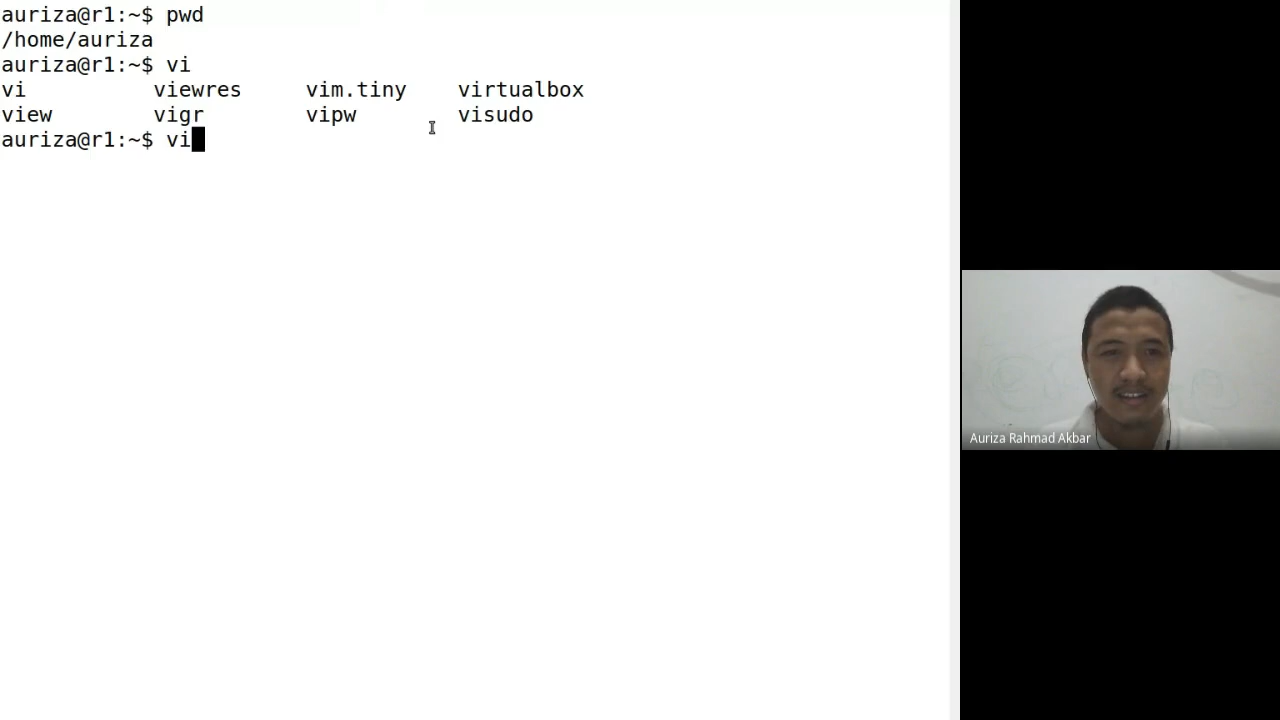 auriza@r1:~$ pwd
/home/auriza
auriza@r1:~$ vi
vi viewres vim.tiny virtualbox
view vigr vipw visudo
auriza@r1:~$ vi
Auriza Rahmad Akbar